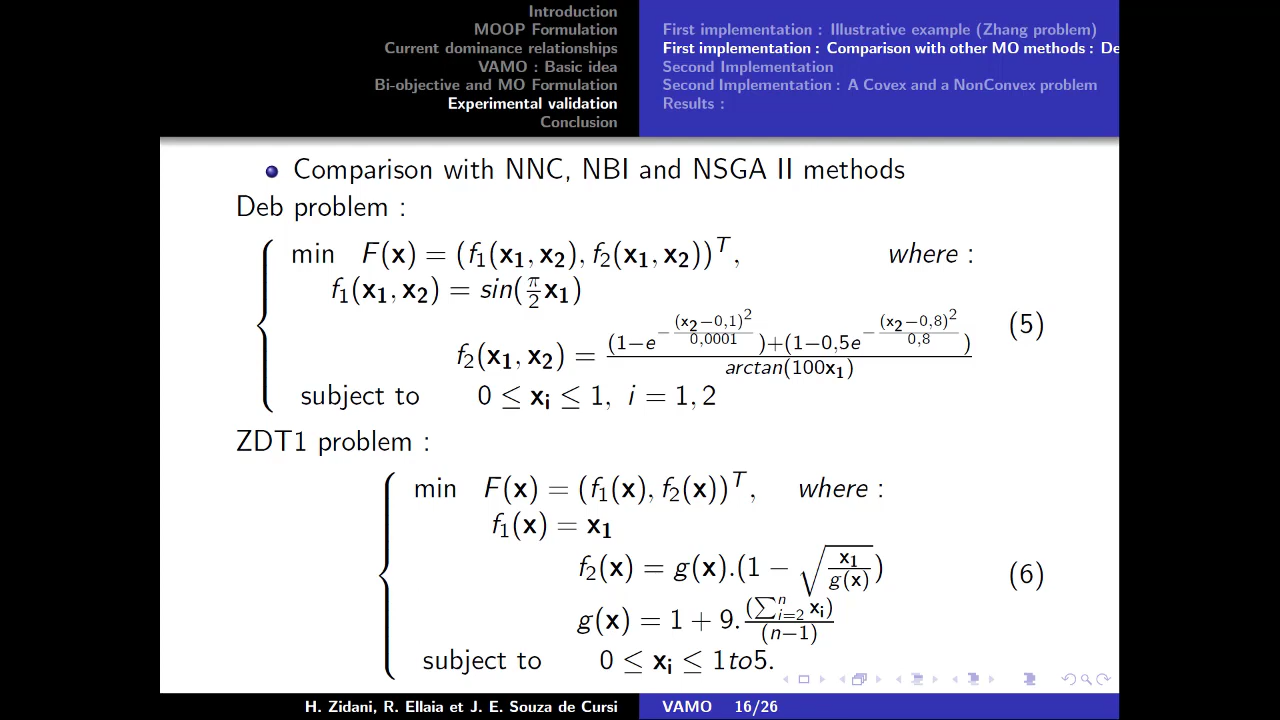 Introduction
MOOP Formulation
Current dominance relationships
VAMO : Basic idea
Bi-objective and MO Formulation
Experimental validation
Conclusion
First implementation : Illustrative example (Zhang problem)
First implementation : Comparison with other MO methods : De
Second Implementation
Second Implementation : A Covex and a NonConvex problem
Results :
Comparison with NNC, NBI and NSGA II methods
Deb problem :
min F(x) = (f₁(x₁, x₂), f₂(x₁, x₂))ᵀ, where :
f₁(x₁, x₂) = sin(π/2 x₁)
f₂(x₁, x₂) = ((1−e^(−(x₂−0,1)²/0,0001))+(1−0,5e^(−(x₂−0,8)²/0,8)))/arctan(100x₁) (5)
subject to 0 ≤ xᵢ ≤ 1, i = 1, 2
ZDT1 problem :
min F(x) = (f₁(x), f₂(x))ᵀ, where :
f₁(x) = x₁
f₂(x) = g(x).(1 − √(x₁/g(x))) (6)
g(x) = 1 + 9.(∑ⁿᵢ₌₂ xᵢ)/(n−1)
subject to 0 ≤ xᵢ ≤ 1to5.
H. Zidani, R. Ellaia et J. E. Souza de Cursi VAMO 16/26